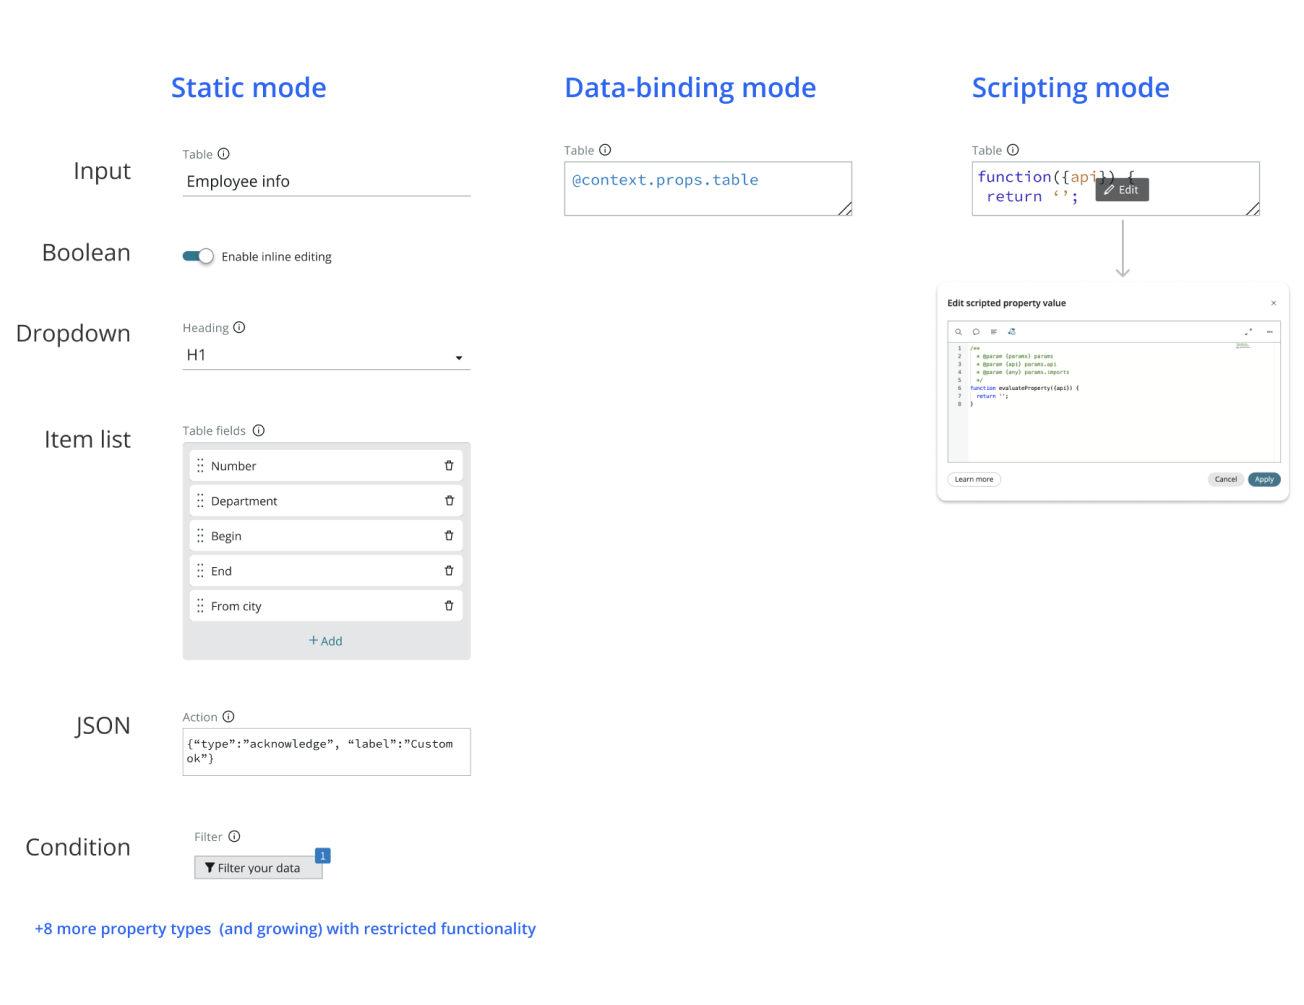 Static mode
Data-binding mode
Scripting mode
Input
Table
Employee info
Table
@context.props.table
Table
function({api}) {
return ‘’;
Edit
Boolean
Enable inline editing
Edit scripted property value
1 /**
2 * @param {params} params
3 * @param {api} params.api
4 * @param {any} params.imports
5 */
6 function evaluateProperty({api}) {
7 return '';
8 }
Learn more
Cancel
Apply
Dropdown
Heading
H1
Item list
Table fields
Number
Department
Begin
End
From city
+ Add
JSON
Action
{“type”:”acknowledge”, “label”:”Custom
ok”}
Condition
Filter
Filter your data
1
+8 more property types (and growing) with restricted functionality